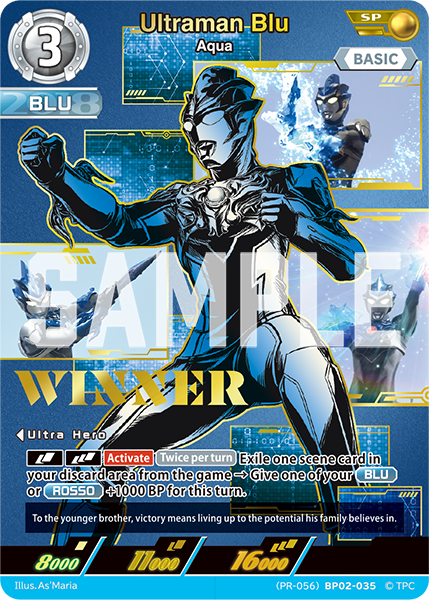 3
Ultraman Blu
Aqua
SP
BASIC
BLU
SAMPLE
WINNER
Ultra Hero
Activate Twice per turn Exile one scene card in
your discard area from the game → Give one of your BLU
or ROSSO +1000 BP for this turn.
To the younger brother, victory means living up to the potential his family believes in.
8000 11000 16000
Illus.As'Maria (PR-056) BP02-035 © TPC